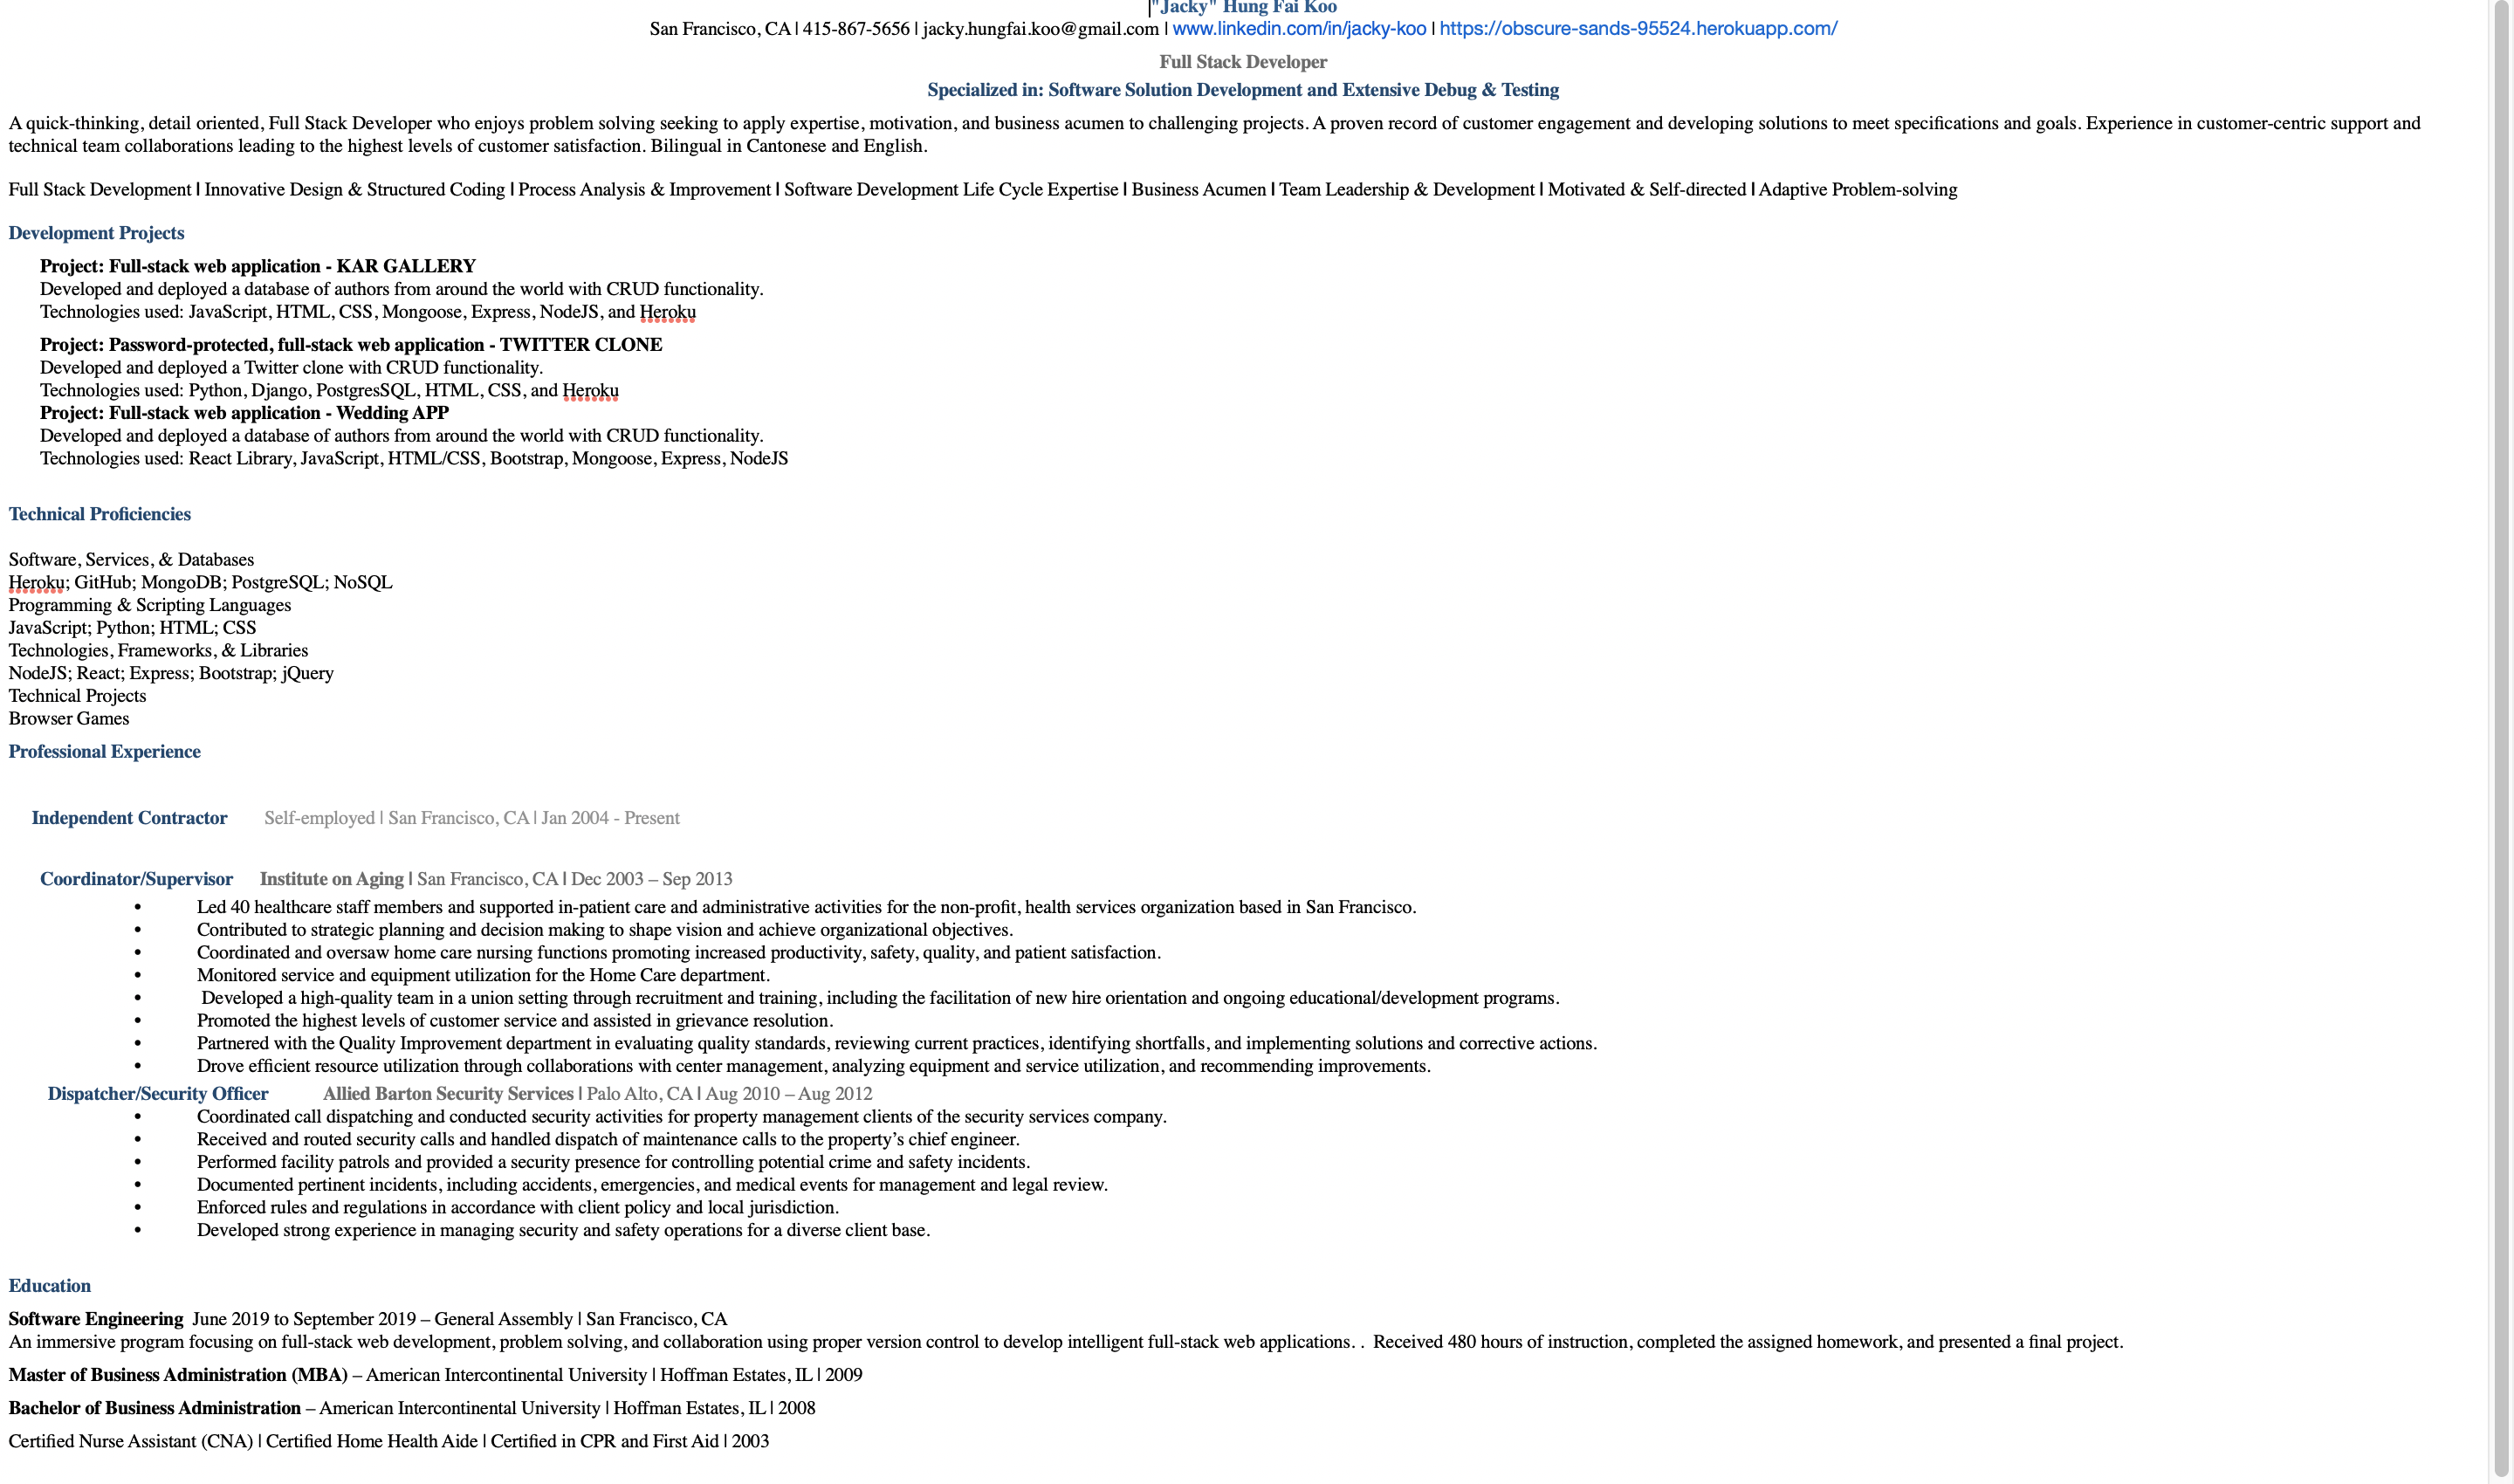 "Jacky" Hung Fai Koo
San Francisco, CA | 415-867-5656 | jacky.hungfai.koo@gmail.com | www.linkedin.com/in/jacky-koo | https://obscure-sands-95524.herokuapp.com/
Full Stack Developer
Specialized in: Software Solution Development and Extensive Debug & Testing
A quick-thinking, detail oriented, Full Stack Developer who enjoys problem solving seeking to apply expertise, motivation, and business acumen to challenging projects. A proven record of customer engagement and developing solutions to meet specifications and goals. Experience in customer-centric support and
technical team collaborations leading to the highest levels of customer satisfaction. Bilingual in Cantonese and English.
Full Stack Development | Innovative Design & Structured Coding | Process Analysis & Improvement | Software Development Life Cycle Expertise | Business Acumen | Team Leadership & Development | Motivated & Self-directed | Adaptive Problem-solving
Development Projects
Project: Full-stack web application - KAR GALLERY
Developed and deployed a database of authors from around the world with CRUD functionality.
Technologies used: JavaScript, HTML, CSS, Mongoose, Express, NodeJS, and Heroku
Project: Password-protected, full-stack web application - TWITTER CLONE
Developed and deployed a Twitter clone with CRUD functionality.
Technologies used: Python, Django, PostgresSQL, HTML, CSS, and Heroku
Project: Full-stack web application - Wedding APP
Developed and deployed a database of authors from around the world with CRUD functionality.
Technologies used: React Library, JavaScript, HTML/CSS, Bootstrap, Mongoose, Express, NodeJS
Technical Proficiencies
Software, Services, & Databases
Heroku; GitHub; MongoDB; PostgreSQL; NoSQL
Programming & Scripting Languages
JavaScript; Python; HTML; CSS
Technologies, Frameworks, & Libraries
NodeJS; React; Express; Bootstrap; jQuery
Technical Projects
Browser Games
Professional Experience
Independent Contractor Self-employed | San Francisco, CA | Jan 2004 - Present
Coordinator/Supervisor Institute on Aging | San Francisco, CA | Dec 2003 – Sep 2013
• Led 40 healthcare staff members and supported in-patient care and administrative activities for the non-profit, health services organization based in San Francisco.
• Contributed to strategic planning and decision making to shape vision and achieve organizational objectives.
• Coordinated and oversaw home care nursing functions promoting increased productivity, safety, quality, and patient satisfaction.
• Monitored service and equipment utilization for the Home Care department.
• Developed a high-quality team in a union setting through recruitment and training, including the facilitation of new hire orientation and ongoing educational/development programs.
• Promoted the highest levels of customer service and assisted in grievance resolution.
• Partnered with the Quality Improvement department in evaluating quality standards, reviewing current practices, identifying shortfalls, and implementing solutions and corrective actions.
• Drove efficient resource utilization through collaborations with center management, analyzing equipment and service utilization, and recommending improvements.
Dispatcher/Security Officer Allied Barton Security Services | Palo Alto, CA | Aug 2010 – Aug 2012
• Coordinated call dispatching and conducted security activities for property management clients of the security services company.
• Received and routed security calls and handled dispatch of maintenance calls to the property’s chief engineer.
• Performed facility patrols and provided a security presence for controlling potential crime and safety incidents.
• Documented pertinent incidents, including accidents, emergencies, and medical events for management and legal review.
• Enforced rules and regulations in accordance with client policy and local jurisdiction.
• Developed strong experience in managing security and safety operations for a diverse client base.
Education
Software Engineering June 2019 to September 2019 – General Assembly | San Francisco, CA
An immersive program focusing on full-stack web development, problem solving, and collaboration using proper version control to develop intelligent full-stack web applications. . Received 480 hours of instruction, completed the assigned homework, and presented a final project.
Master of Business Administration (MBA) – American Intercontinental University | Hoffman Estates, IL | 2009
Bachelor of Business Administration – American Intercontinental University | Hoffman Estates, IL | 2008
Certified Nurse Assistant (CNA) | Certified Home Health Aide | Certified in CPR and First Aid | 2003